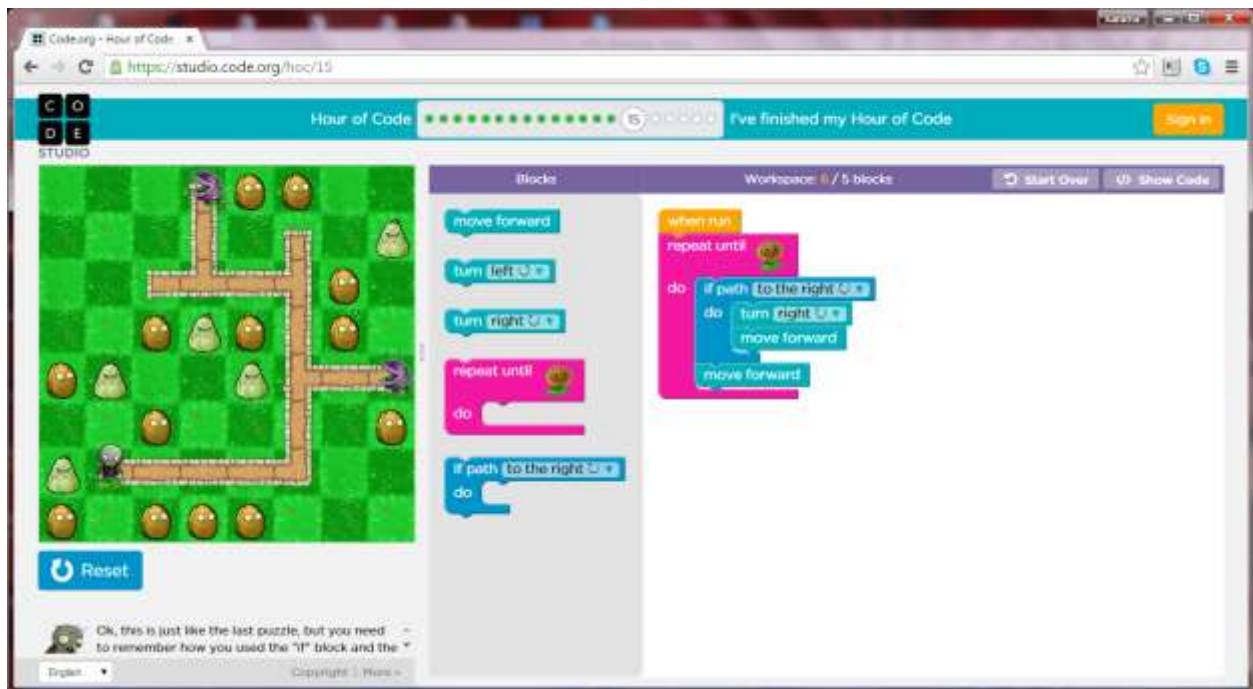 Code.org - Hour of Code
https://studio.code.org/hoc/15
CODE
STUDIO
Hour of Code
15
I've finished my Hour of Code
Sign in
Blocks
Workspace: 6 / 5 blocks
Start Over
Show Code
move forward
turn left
turn right
repeat until
do
if path to the right
do
when run
repeat until
do
if path to the right
do
turn right
move forward
move forward
Reset
Ok, this is just like the last puzzle, but you need
to remember how you used the "if" block and the
English
Copyright | More